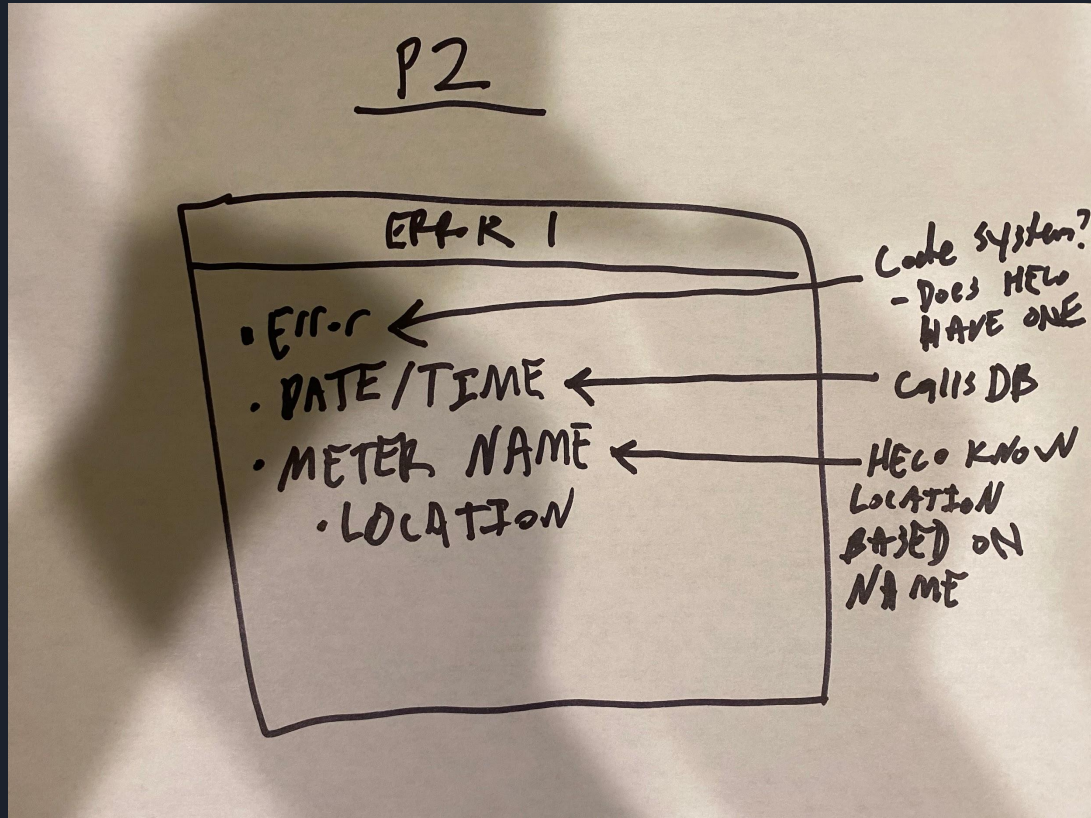 P2
ERROR 1
• Error
• DATE/TIME
• METER NAME
• LOCATION
Code system?
- Does HECO
HAVE ONE
Calls DB
HECO KNOW
LOCATION
BASED ON
NAME